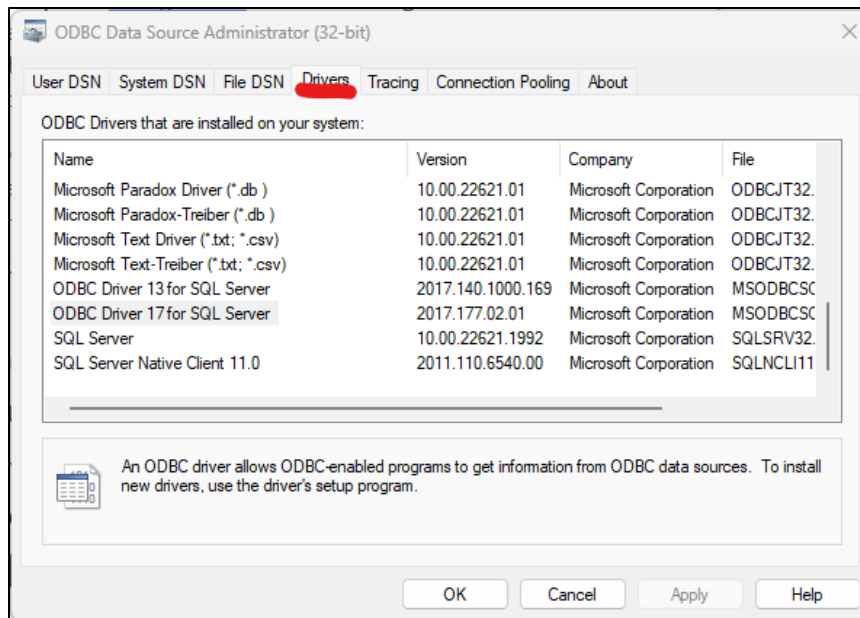 ODBC Data Source Administrator (32-bit)
User DSN System DSN File DSN Drivers Tracing Connection Pooling About
ODBC Drivers that are installed on your system:
Name Version Company File
Microsoft Paradox Driver (*.db ) 10.00.22621.01 Microsoft Corporation ODBCJT32.
Microsoft Paradox-Treiber (*.db ) 10.00.22621.01 Microsoft Corporation ODBCJT32.
Microsoft Text Driver (*.txt; *.csv) 10.00.22621.01 Microsoft Corporation ODBCJT32.
Microsoft Text-Treiber (*.txt; *.csv) 10.00.22621.01 Microsoft Corporation ODBCJT32.
ODBC Driver 13 for SQL Server 2017.140.1000.169 Microsoft Corporation MSODBCSC
ODBC Driver 17 for SQL Server 2017.177.02.01 Microsoft Corporation MSODBCSC
SQL Server 10.00.22621.1992 Microsoft Corporation SQLSRV32.
SQL Server Native Client 11.0 2011.110.6540.00 Microsoft Corporation SQLNCLI11
An ODBC driver allows ODBC-enabled programs to get information from ODBC data sources. To install
new drivers, use the driver's setup program.
OK Cancel Apply Help